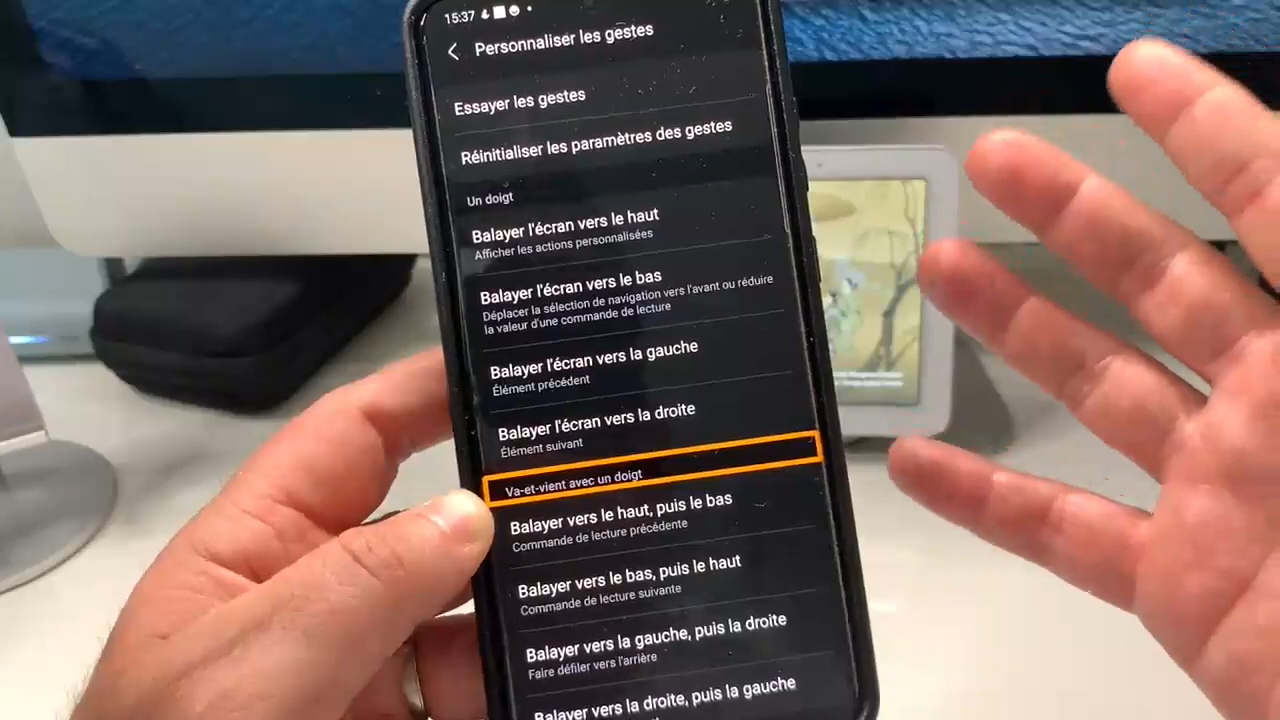 15:37
Personnaliser les gestes
Essayer les gestes
Réinitialiser les paramètres des gestes
Un doigt
Balayer l'écran vers le haut
Afficher les actions personnalisées
Balayer l'écran vers le bas
Déplacer la sélection de navigation vers l'avant ou réduire
la valeur d'une commande de lecture
Balayer l'écran vers la gauche
Élément précédent
Balayer l'écran vers la droite
Élément suivant
Va-et-vient avec un doigt
Balayer vers le haut, puis le bas
Commande de lecture précédente
Balayer vers le bas, puis le haut
Commande de lecture suivante
Balayer vers la gauche, puis la droite
Faire défiler vers l'arrière
Balayer vers la droite, puis la gauche